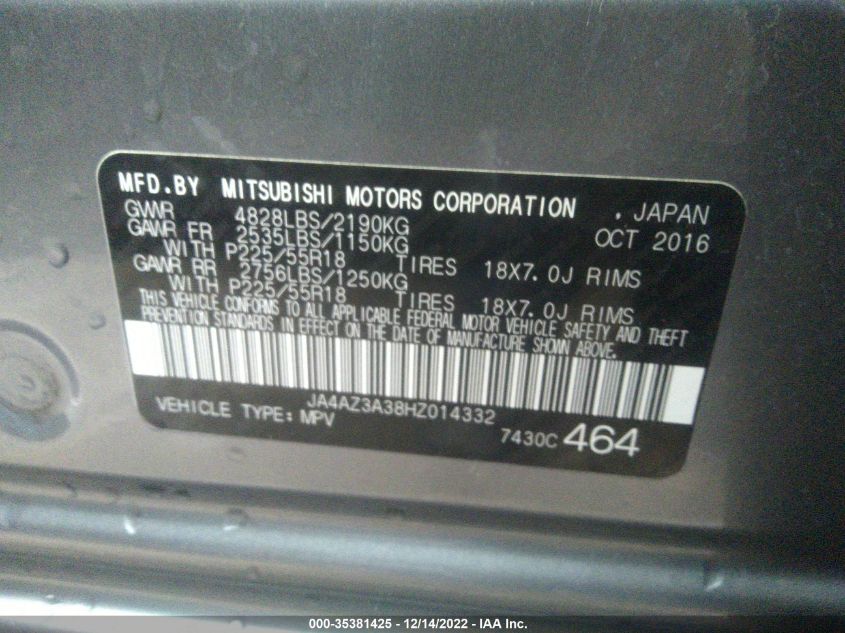 MFD.BY MITSUBISHI MOTORS CORPORATION . JAPAN
GVWR 4828LBS/2190KG OCT 2016
GAWR FR 2535LBS/1150KG
WITH P225/55R18 TIRES 18X7.0J RIMS
GAWR RR 2756LBS/1250KG
WITH P225/55R18 TIRES 18X7.0J RIMS
THIS VEHICLE CONFORMS TO ALL APPLICABLE FEDERAL MOTOR VEHICLE SAFETY AND THEFT
PREVENTION STANDARDS IN EFFECT ON THE DATE OF MANUFACTURE SHOWN ABOVE.
JA4AZ3A38HZ014332
VEHICLE TYPE: MPV 7430C 464
000-35381425 - 12/14/2022 - IAA Inc.